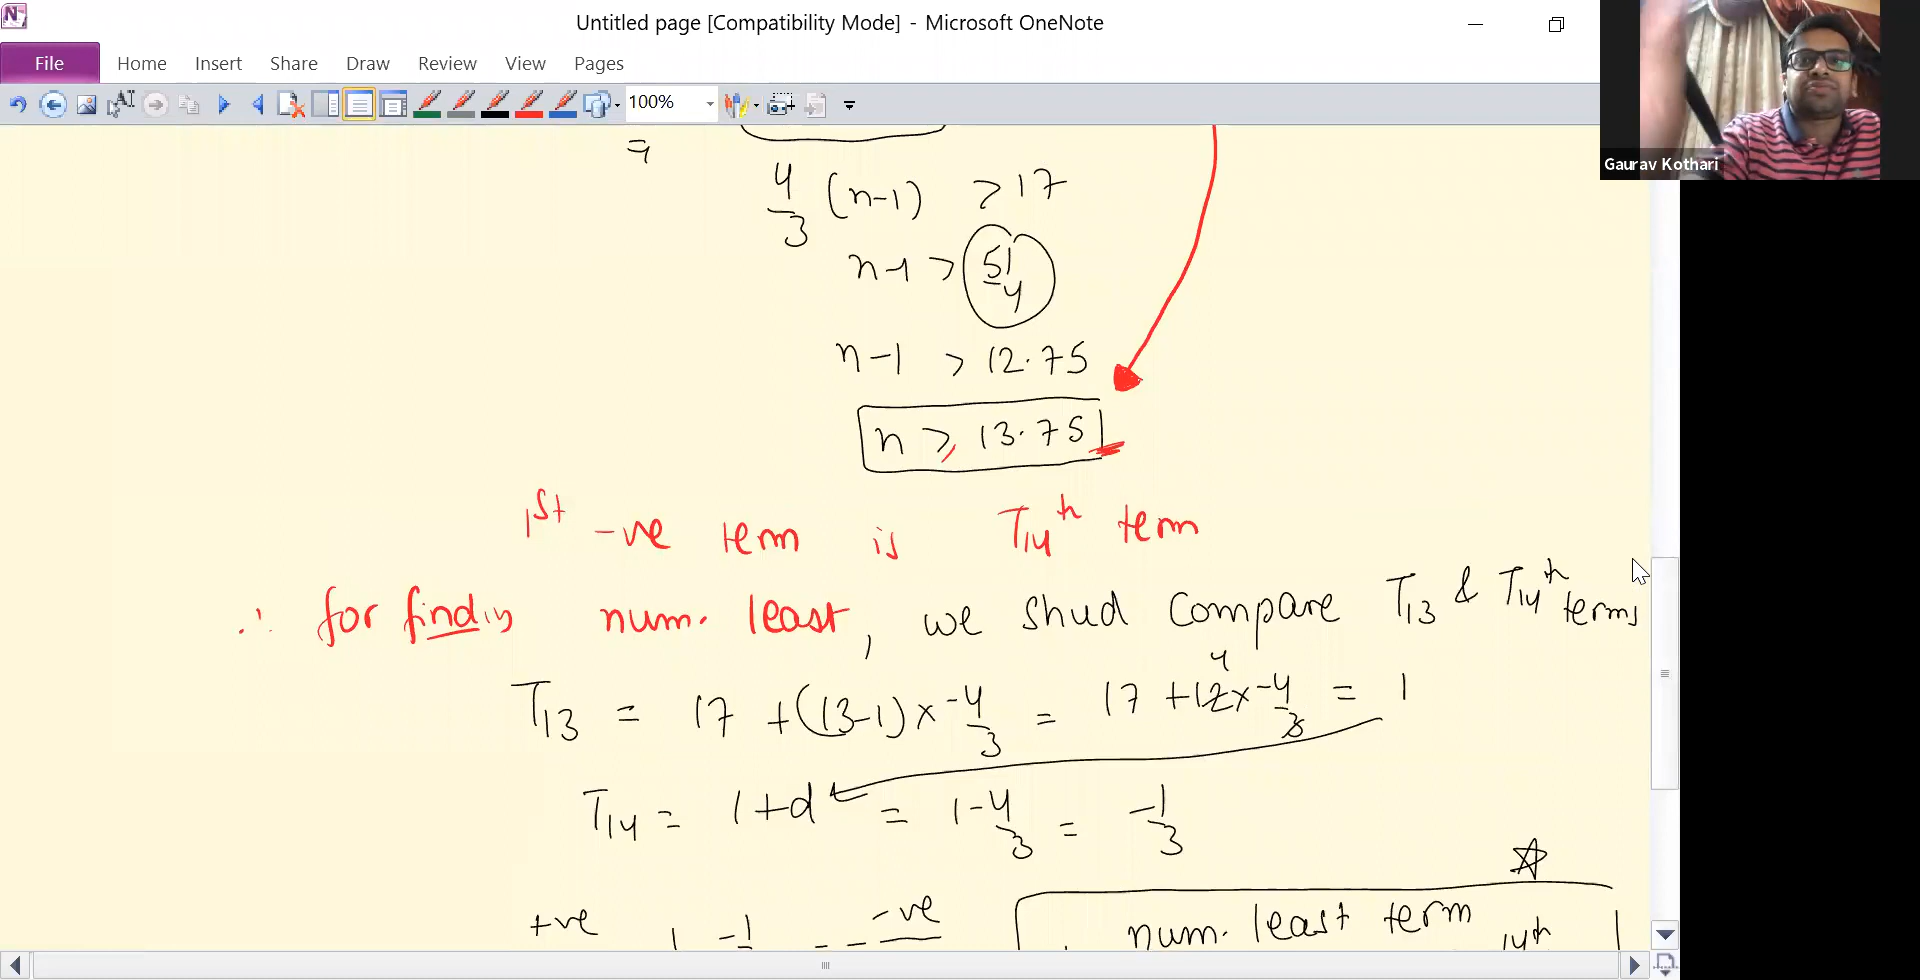 Untitled page [Compatibility Mode] - Microsoft OneNote
File Home Insert Share Draw Review View Pages
100%
Gaurav Kothari
=
4/3 (n-1) > 17
n-1 > 51/4
n-1 > 12.75
n ≥ 13.75
1st -ve term is T14th term
∴ for finding num. least, we shud compare T13 & T14th terms
T13 = 17 + (13-1) x -4/3 = 17 + 12 x -4/3 = 1
4
T14 = 1+d = 1-4/3 = -1/3
+ve 1 -1/3 -- -ve
num. least term
14th